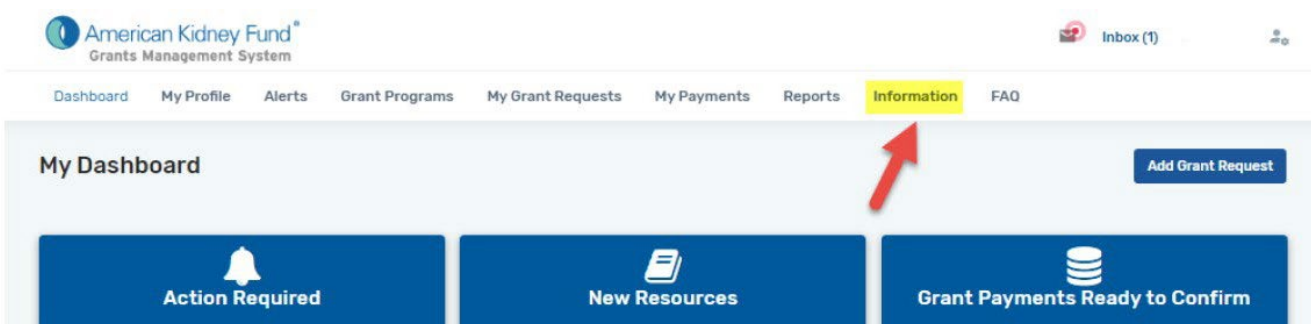 American Kidney Fund®
Grants Management System
Inbox (1)
Dashboard My Profile Alerts Grant Programs My Grant Requests My Payments Reports Information FAQ
My Dashboard
Add Grant Request
Action Required
New Resources
Grant Payments Ready to Confirm